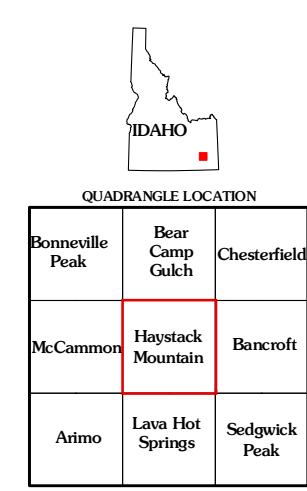 IDAHO
QUADRANGLE LOCATION
Bonneville
Peak
Bear
Camp
Gulch
Chesterfield
McCammon
Haystack
Mountain
Bancroft
Arimo
Lava Hot
Springs
Sedgwick
Peak